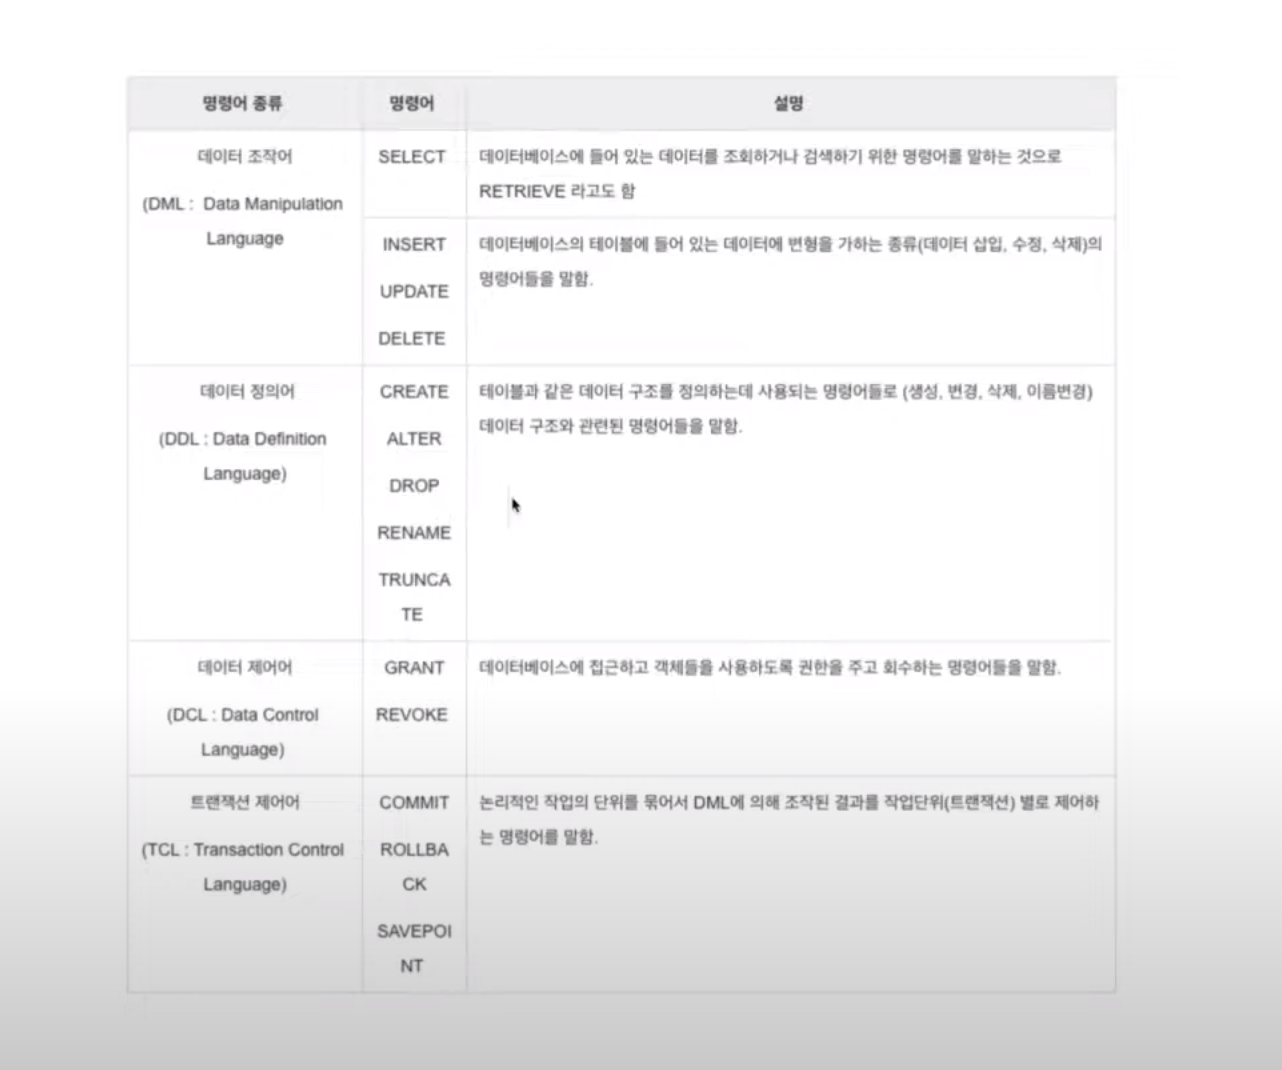 명령어 종류 명령어 설명
데이터 조작어
(DML :  Data Manipulation
Language
SELECT
데이터베이스에 들어 있는 데이터를 조회하거나 검색하기 위한 명령어를 말하는 것으로
RETRIEVE 라고도 함
INSERT
UPDATE
DELETE
데이터베이스의 테이블에 들어 있는 데이터에 변형을 가하는 종류(데이터 삽입, 수정, 삭제)의
명령어들을 말함.
데이터 정의어
(DDL : Data Definition
Language)
CREATE
ALTER
DROP
RENAME
TRUNCA
TE
테이블과 같은 데이터 구조를 정의하는데 사용되는 명령어들로 (생성, 변경, 삭제, 이름변경)
데이터 구조와 관련된 명령어들을 말함.
데이터 제어어
(DCL : Data Control
Language)
GRANT
REVOKE
데이터베이스에 접근하고 객체들을 사용하도록 권한을 주고 회수하는 명령어들을 말함.
트랜잭션 제어어
(TCL : Transaction Control
Language)
COMMIT
ROLLBA
CK
SAVEPOI
NT
논리적인 작업의 단위를 묶어서 DML에 의해 조작된 결과를 작업단위(트랜잭션) 별로 제어하
는 명령어를 말함.